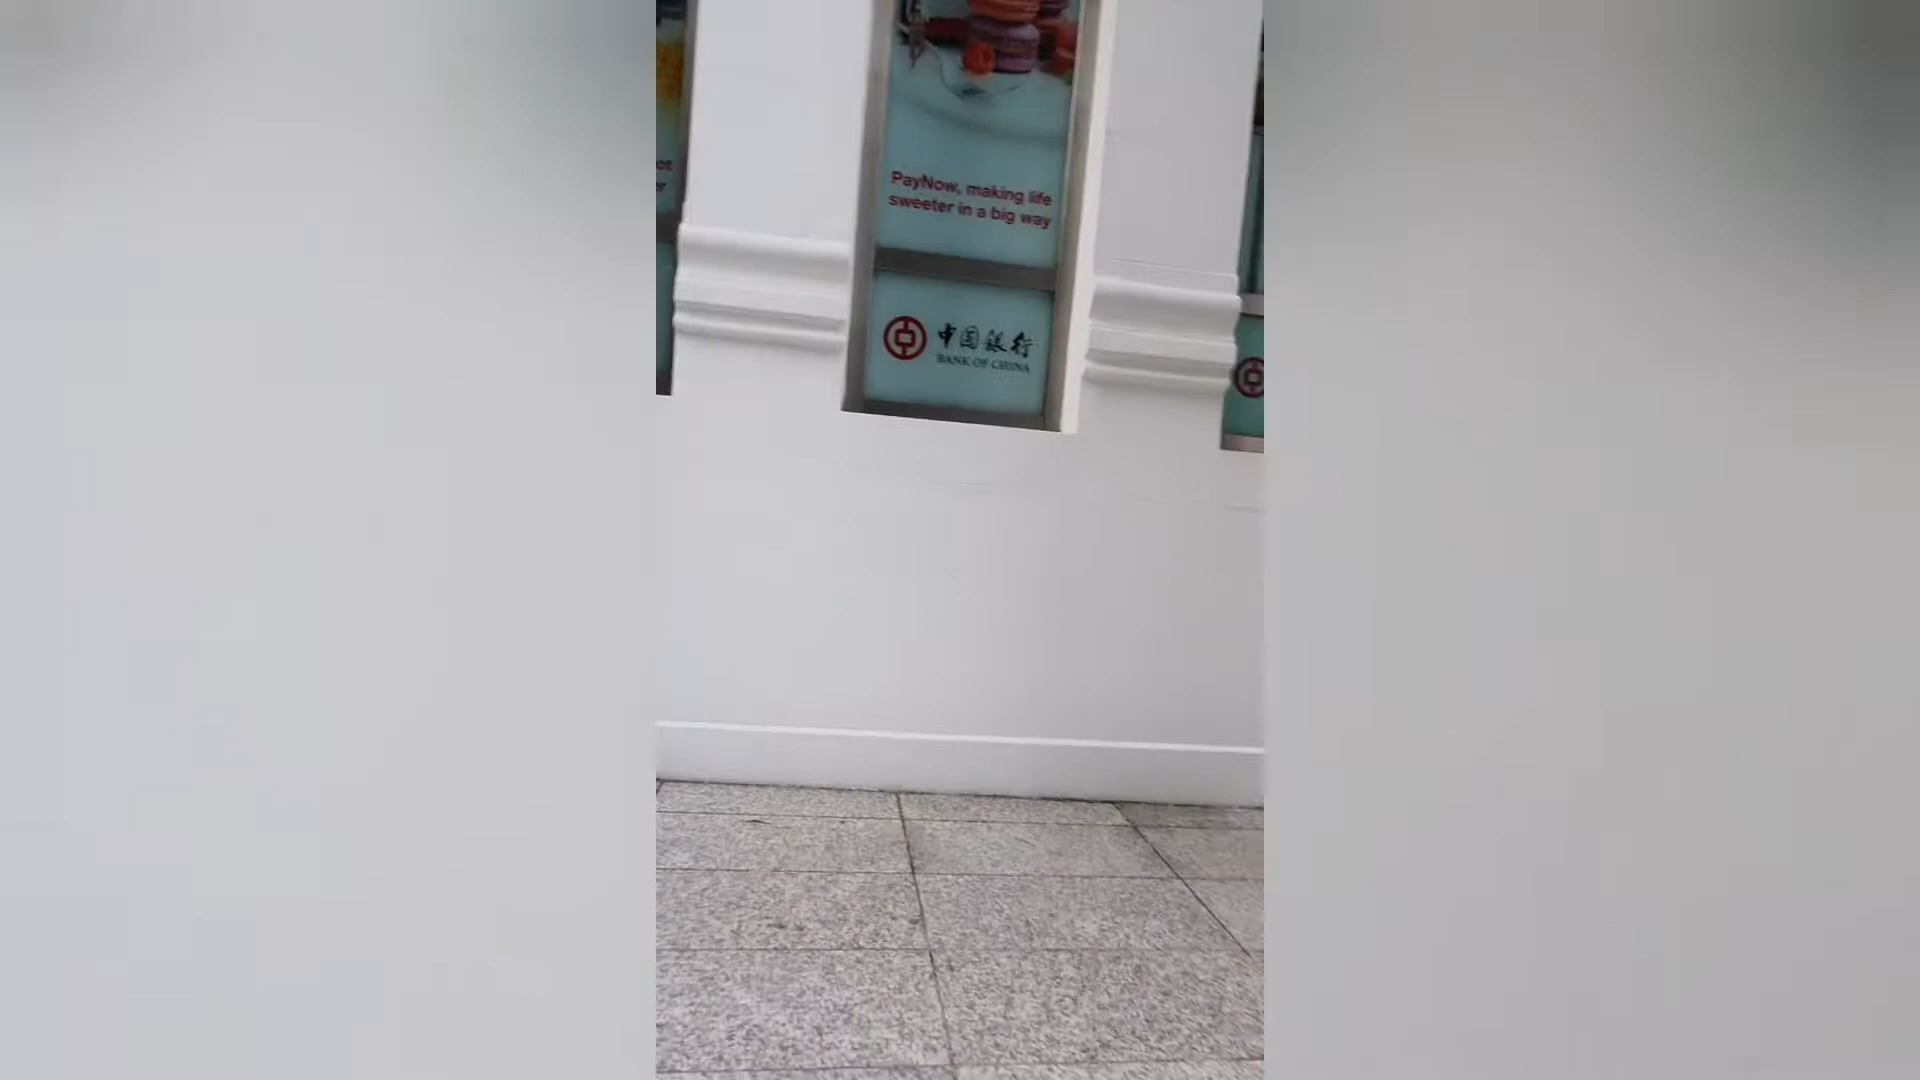 PayNow, making life
sweeter in a big way
中国银行
BANK OF CHINA